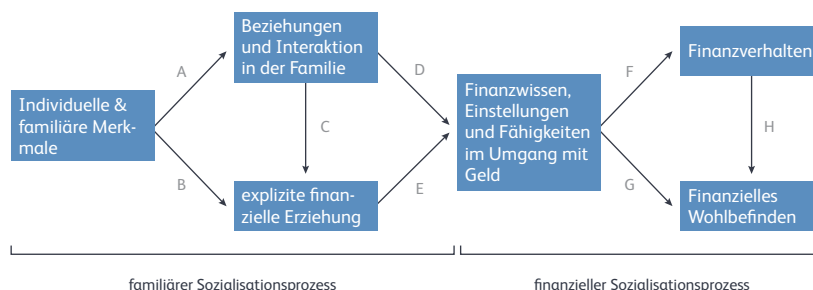 Individuelle &
familiäre Merk-
male
A
B
Beziehungen
und Interaktion
in der Familie
C
explizite finan-
zielle Erziehung
D
E
Finanzwissen,
Einstellungen
und Fähigkeiten
im Umgang mit
Geld
F
G
Finanzverhalten
H
Finanzielles
Wohlbefinden
familiärer Sozialisationsprozess
finanzieller Sozialisationsprozess